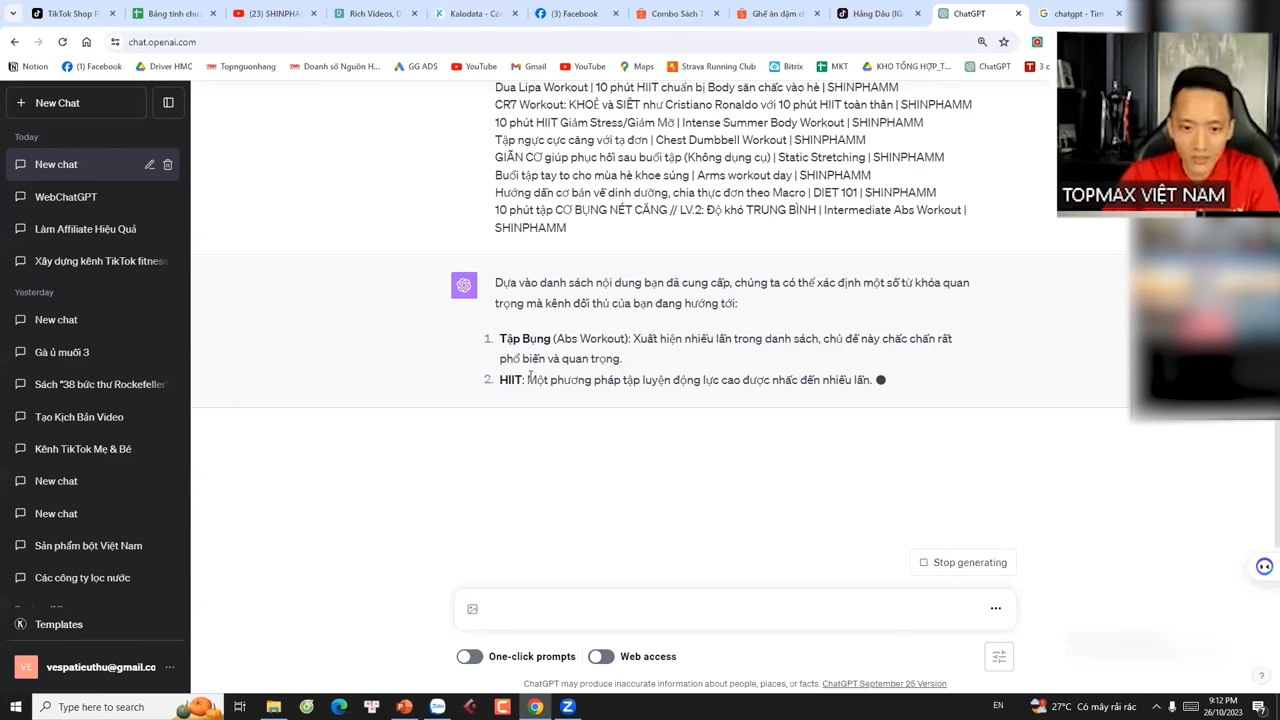 TikTok Shop
Bảng tính chu
(23) SHINPHA
Rich Videos, D
Kalodata - Cô
(3) Facebook
Combo Sách T
Ghế ăn dặm ch
Hằng Dâu (IG:
ChatGPT
chatgpt - Tìm
chat.openai.com
Notion
(1) Facebook
Driver HMC
Topnguonhang
Doanh số Nguồn H...
GG ADS
YouTube
Gmail
YouTube
Maps
Strava Running Club
Bitrix
MKT
KHO TỔNG HỢP_T...
ChatGPT
New Chat
Today
New chat
WebChatGPT
Làm Affiliate Hiệu Quả
Xây dựng kênh TikTok fitness
Yesterday
New chat
Gà ủ muối 3
Sách "38 bức thư Rockefeller"
Tạo Kịch Bản Video
Kênh TikTok Mẹ & Bé
New chat
New chat
Sản phẩm bột Việt Nam
Các công ty lọc nước
Templates
VE
vespatieuthu@gmail.co
Dua Lipa Workout | 10 phút HIIT chuẩn bị Body săn chắc vào hè | SHINPHAMM
CR7 Workout: KHOẺ và SIẾT như Cristiano Ronaldo với 10 phút HIIT toàn thân | SHINPHAMM
10 phút HIIT Giảm Stress/Giảm Mỡ | Intense Summer Body Workout | SHINPHAMM
Tập ngực cực căng với tạ đơn | Chest Dumbbell Workout | SHINPHAMM
GIÃN CƠ giúp phục hồi sau buổi tập (Không dụng cụ) | Static Stretching | SHINPHAMM
Buổi tập tay to cho mùa hè khoe súng | Arms workout day | SHINPHAMM
Hướng dẫn cơ bản về dinh dưỡng, chia thực đơn theo Macro | DIET 101 | SHINPHAMM
10 phút tập CƠ BỤNG NÉT CĂNG // LV.2: Độ khó TRUNG BÌNH | Intermediate Abs Workout |
SHINPHAMM
Dựa vào danh sách nội dung bạn đã cung cấp, chúng ta có thể xác định một số từ khóa quan
trọng mà kênh đối thủ của bạn đang hướng tới:
1. Tập Bụng (Abs Workout): Xuất hiện nhiều lần trong danh sách, chủ đề này chắc chắn rất
phổ biến và quan trọng.
2. HIIT: Một phương pháp tập luyện động lực cao được nhắc đến nhiều lần.
Stop generating
One-click prompts
Web access
ChatGPT may produce inaccurate information about people, places, or facts. ChatGPT September 25 Version
TOPMAX VIỆT NAM
Type here to search
27°C Có mây rải rác
EN
9:12 PM
26/10/2023